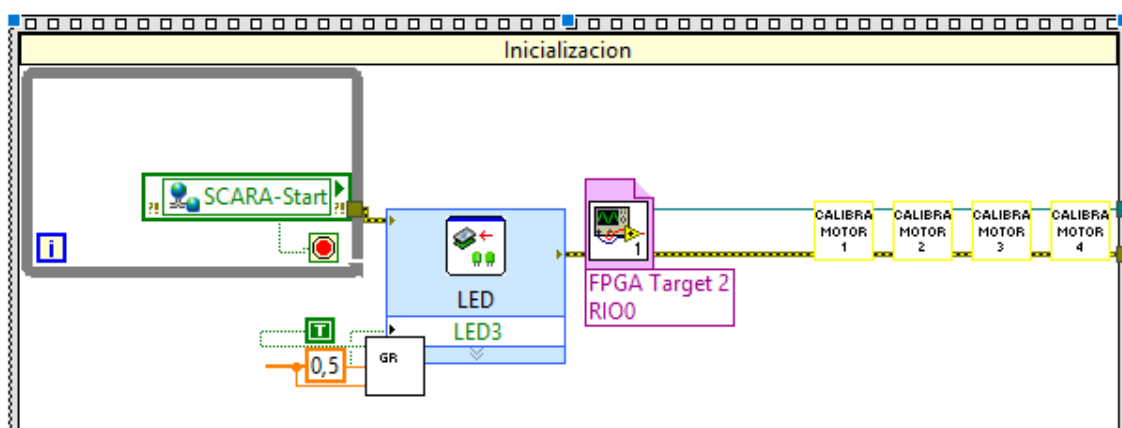 Inicializacion
SCARA-Start
?!
?!
i
LED
LED3
T
0,5
GR
1
FPGA Target 2
RIO0
CALIBRA
MOTOR
1
CALIBRA
MOTOR
2
CALIBRA
MOTOR
3
CALIBRA
MOTOR
4